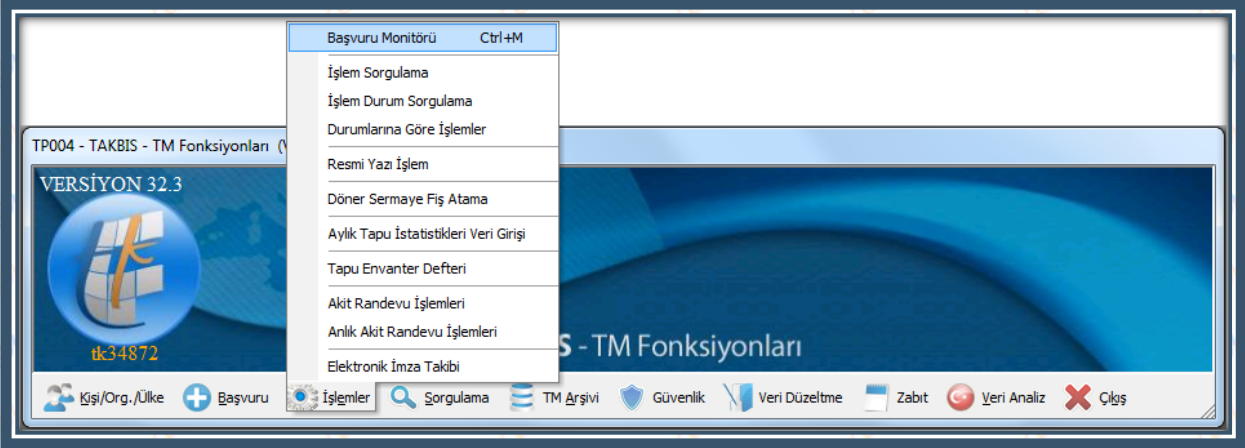 Başvuru Monitörü Ctrl+M
İşlem Sorgulama
İşlem Durum Sorgulama
Durumlarına Göre İşlemler
Resmi Yazı İşlem
Döner Sermaye Fiş Atama
Aylık Tapu İstatistikleri Veri Girişi
Tapu Envanter Defteri
Akit Randevu İşlemleri
Anlık Akit Randevu İşlemleri
Elektronik İmza Takibi
TP004 - TAKBIS - TM Fonksiyonları (
VERSİYON 32.3
tk34872
S - TM Fonksiyonları
Kişi/Org./Ülke Başvuru İşlemler Sorgulama TM Arşivi Güvenlik Veri Düzeltme Zabıt Veri Analiz Çıkış